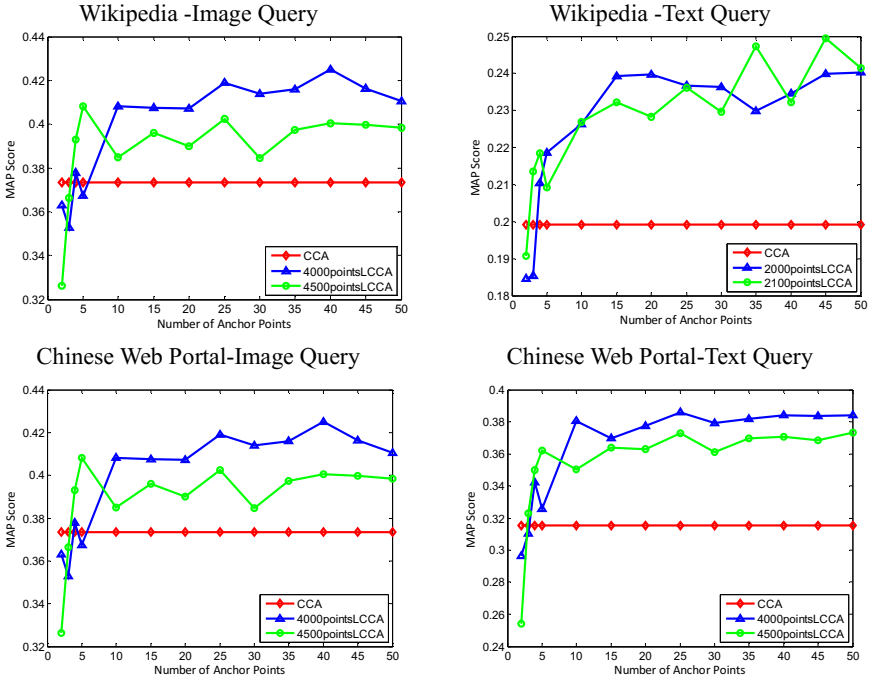 Wikipedia -Image Query
0.44
0.42
0.4
0.38
0.36
0.34
0.32
MAP Score
0 5 10 15 20 25 30 35 40 45 50
Number of Anchor Points
CCA
4000pointsLCCA
4500pointsLCCA
Wikipedia -Text Query
0.25
0.24
0.23
0.22
0.21
0.2
0.19
0.18
MAP Score
0 5 10 15 20 25 30 35 40 45 50
Number of Anchor Points
CCA
2000pointsLCCA
2100pointsLCCA
Chinese Web Portal-Image Query
0.44
0.42
0.4
0.38
0.36
0.34
0.32
MAP Score
0 5 10 15 20 25 30 35 40 45 50
Number of Anchor Points
CCA
4000pointsLCCA
4500pointsLCCA
Chinese Web Portal-Text Query
0.4
0.38
0.36
0.34
0.32
0.3
0.28
0.26
0.24
MAP Score
0 5 10 15 20 25 30 35 40 45 50
Number of Anchor Points
CCA
4000pointsLCCA
4500pointsLCCA